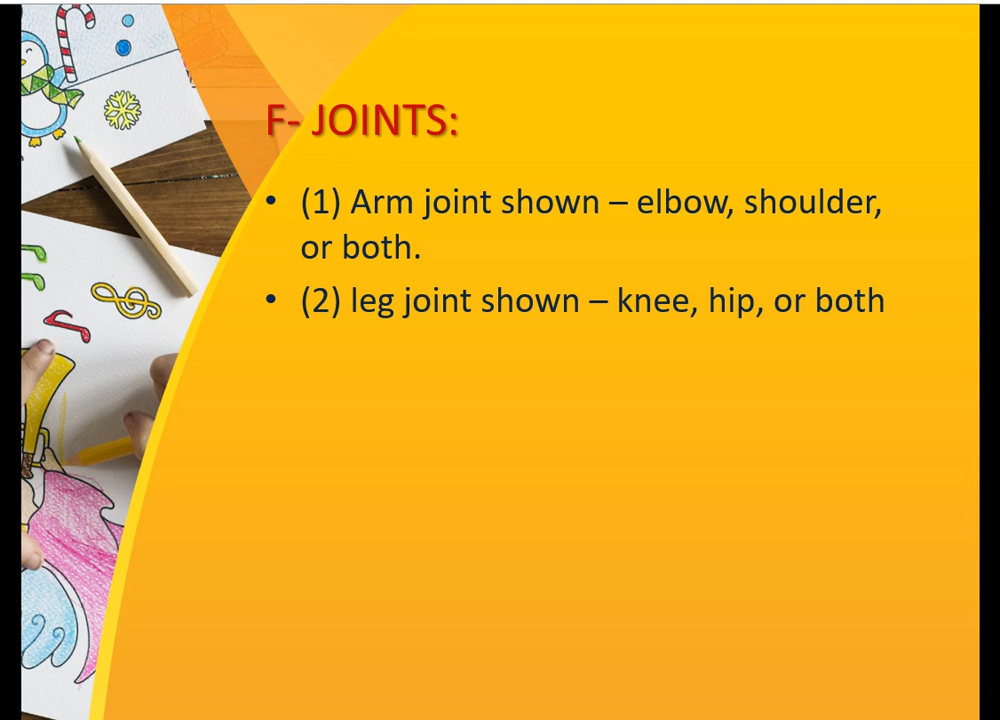 F- JOINTS:
• (1) Arm joint shown – elbow, shoulder,
or both.
• (2) leg joint shown – knee, hip, or both